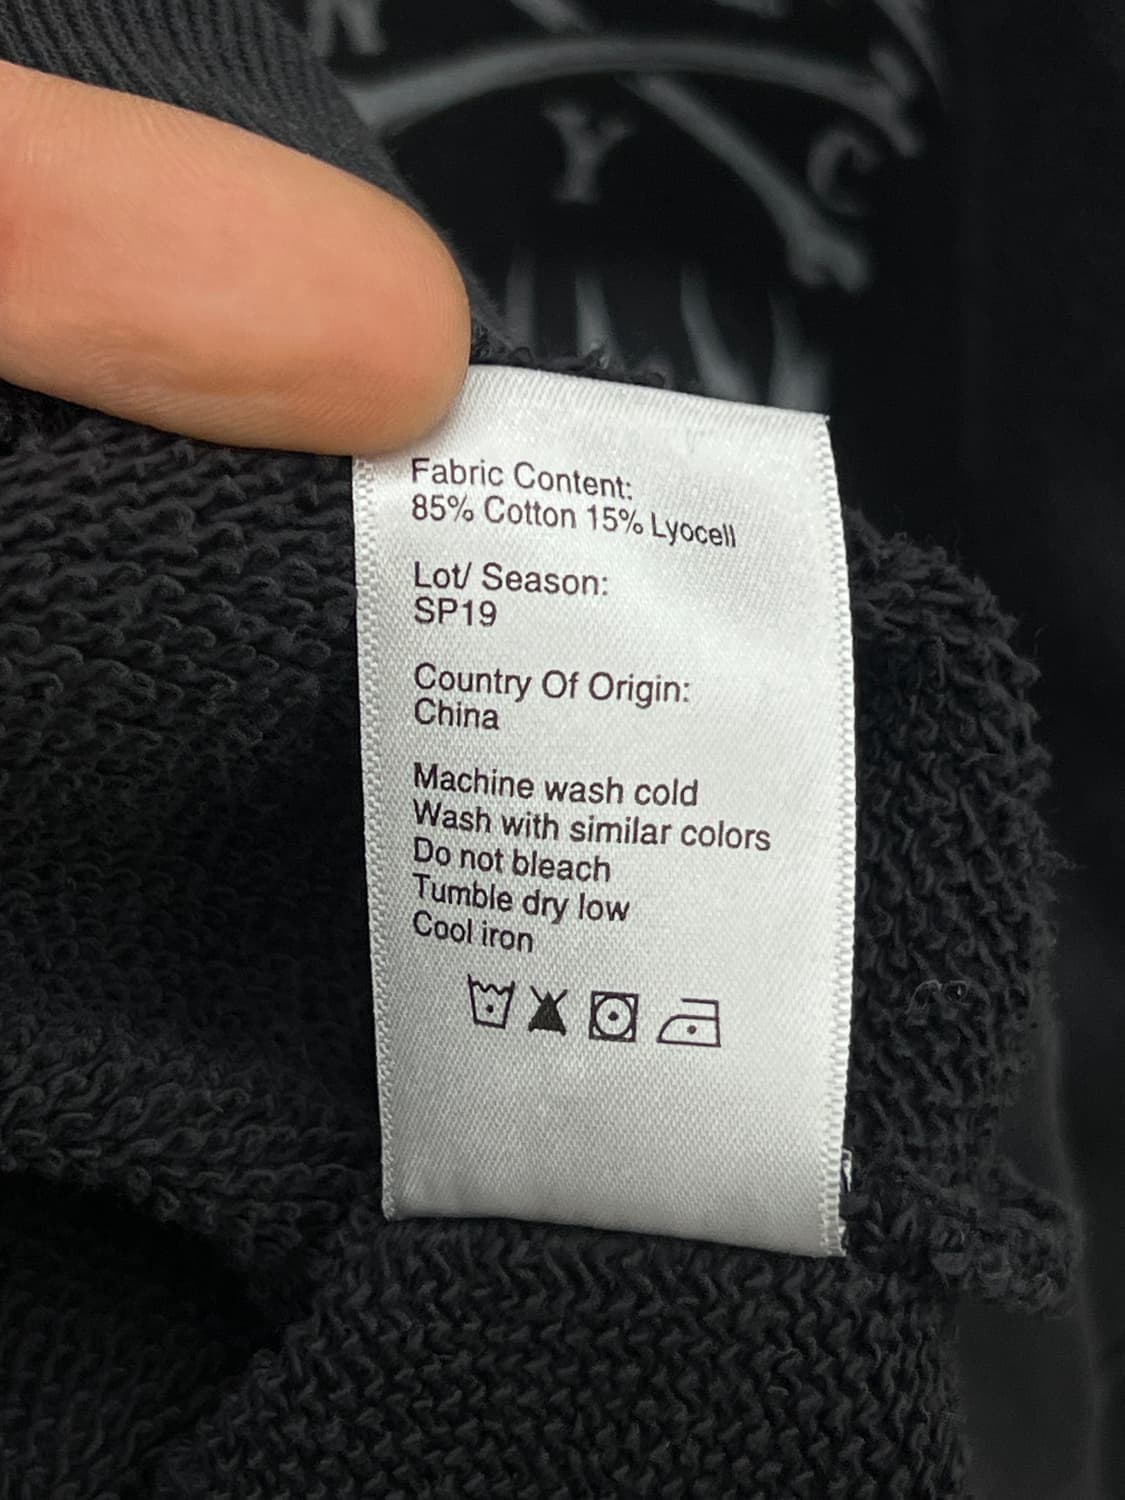 Y
C
Fabric Content:
85% Cotton 15% Lyocell
Lot/ Season:
SP19
Country Of Origin:
China
Machine wash cold
Wash with similar colors
Do not bleach
Tumble dry low
Cool iron